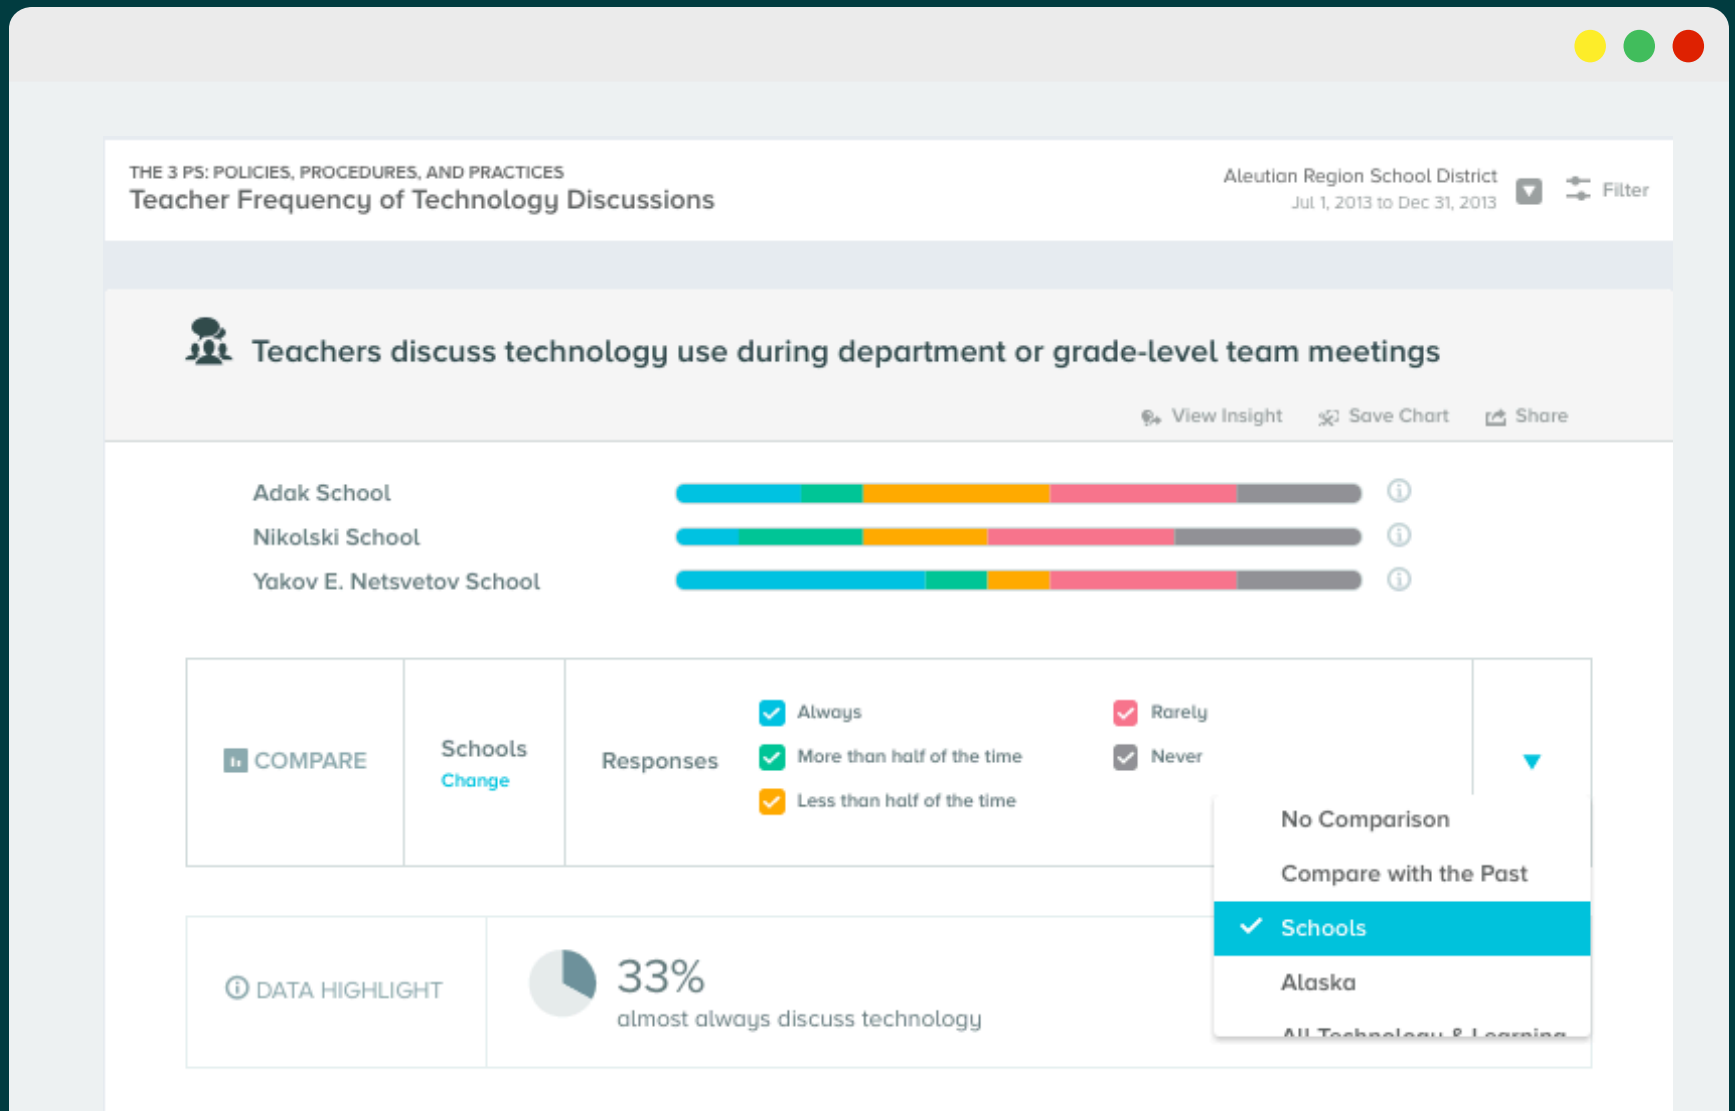 THE 3 PS: POLICIES, PROCEDURES, AND PRACTICES
Teacher Frequency of Technology Discussions
Aleutian Region School District
Jul 1, 2013 to Dec 31, 2013
Filter
Teachers discuss technology use during department or grade-level team meetings
View Insight
Save Chart
Share
Adak School
Nikolski School
Yakov E. Netsvetov School
COMPARE
Schools
Change
Responses
Always
More than half of the time
Less than half of the time
Rarely
Never
No Comparison
Compare with the Past
Schools
Alaska
All Technology & Learning
DATA HIGHLIGHT
33%
almost always discuss technology